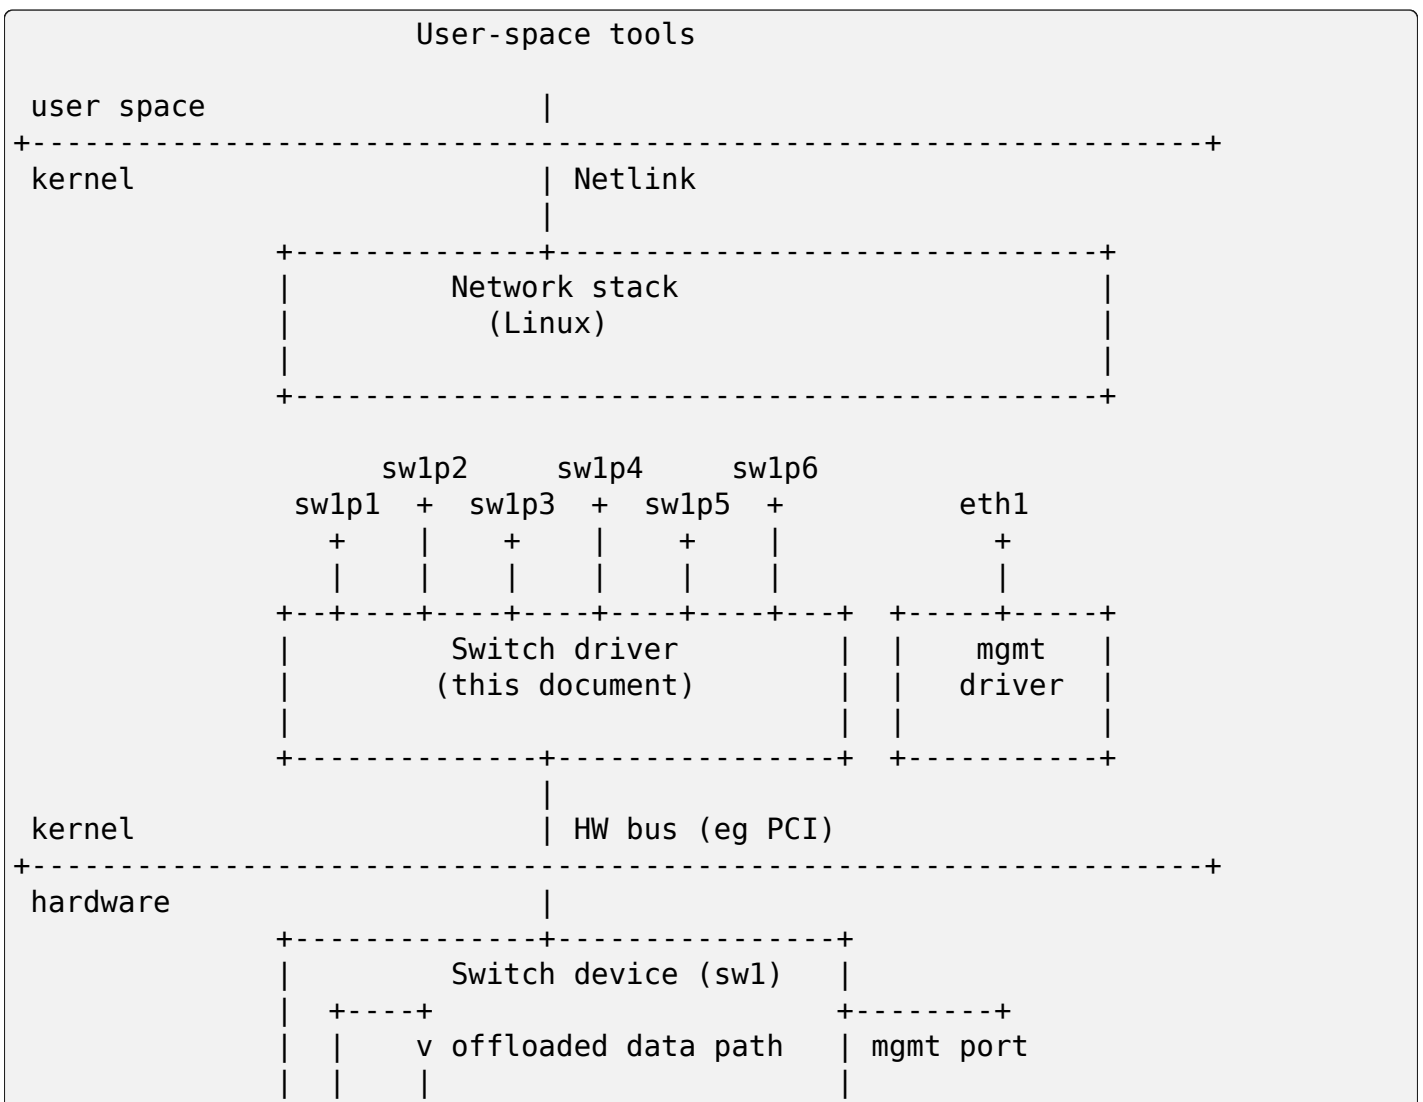 User-space tools

 user space                   |
+-------------------------------------------------------------------+
 kernel                       | Netlink
                              |
               +--------------+-------------------------------+
               |         Network stack                        |
               |           (Linux)                            |
               |                                              |
               +----------------------------------------------+

                     sw1p2     sw1p4     sw1p6
                sw1p1  +  sw1p3  +  sw1p5  +          eth1
                  +    |    +    |    +    |            +
                  |    |    |    |    |    |            |
               +--+----+----+----+----+----+---+  +-----+-----+
               |         Switch driver         |  |    mgmt   |
               |        (this document)        |  |   driver  |
               |                               |  |           |
               +--------------+----------------+  +-----------+
                              |
 kernel                       | HW bus (eg PCI)
+-------------------------------------------------------------------+
 hardware                     |
               +--------------+----------------+
               |         Switch device (sw1)   |
               |  +----+                       +--------+
               |  |    v offloaded data path   | mgmt port
               |  |    |                       |